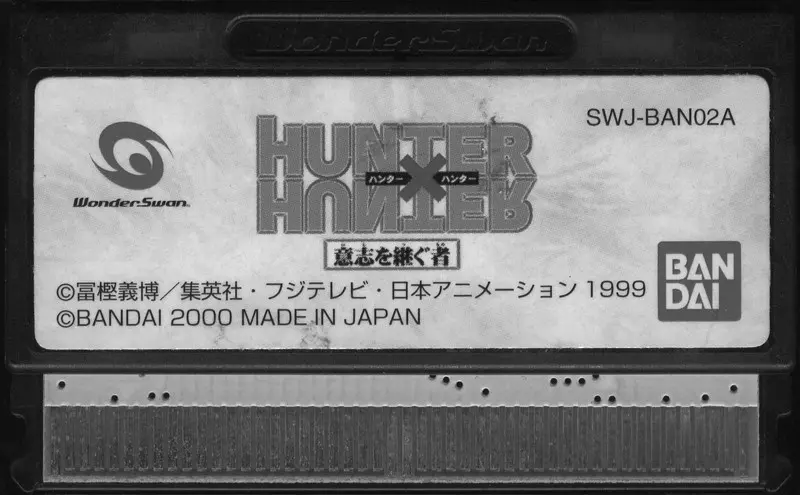 WonderSwan
SWJ-BAN02A
HUNTER
ハンター×ハンター
HUNTER
WonderSwan
意志を継ぐ者
©冨樫義博／集英社・フジテレビ・日本アニメーション 1999
©BANDAI 2000 MADE IN JAPAN
BAN
DAI